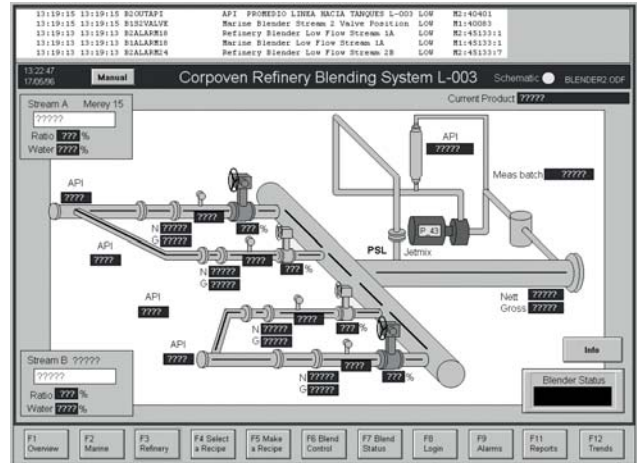 13:19:15 13:19:15 B2OUTAPI API PROMEDIO LINEA HACIA TANQUES L-003 LOW M2:40401
13:19:15 13:19:15 B1S2VALVE Marine Blender Stream 2 Valve Position LOW M1:40083
13:19:13 13:19:13 B2ALARM18 Refinery Blender Low Flow Stream 1A LOW M2:45133:1
13:19:13 13:19:13 B1ALARM18 Marine Blender Low Flow Stream 1A LOW M1:45133:1
13:19:13 13:19:13 B2ALARM24 Refinery Blender Low Flow Stream 2B LOW M2:45133:7
13:22:47
17/05/96
Manual
Corpoven Refinery Blending System L-003
Schematic
BLENDER2.ODF
Current Product ?????
Stream A Merey 15
?????
Ratio ??? %
Water ???? %
API
?????
Meas batch ?????
API
????
????
N ?????
G ?????
??? %
API
????
????
N ?????
G ?????
??? %
P_43
PSL
Jetmix
Nett ?????
Gross ?????
API
????
????
N ?????
G ?????
??? %
API
????
????
N ?????
G ?????
??? %
Info
Stream B ?????
?????
Ratio ??? %
Water ???? %
Blender Status
F1 Overview
F2 Marine
F3 Refinery
F4 Select a Recipe
F5 Make a Recipe
F6 Blend Control
F7 Blend Status
F8 Login
F9 Alarms
F11 Reports
F12 Trends